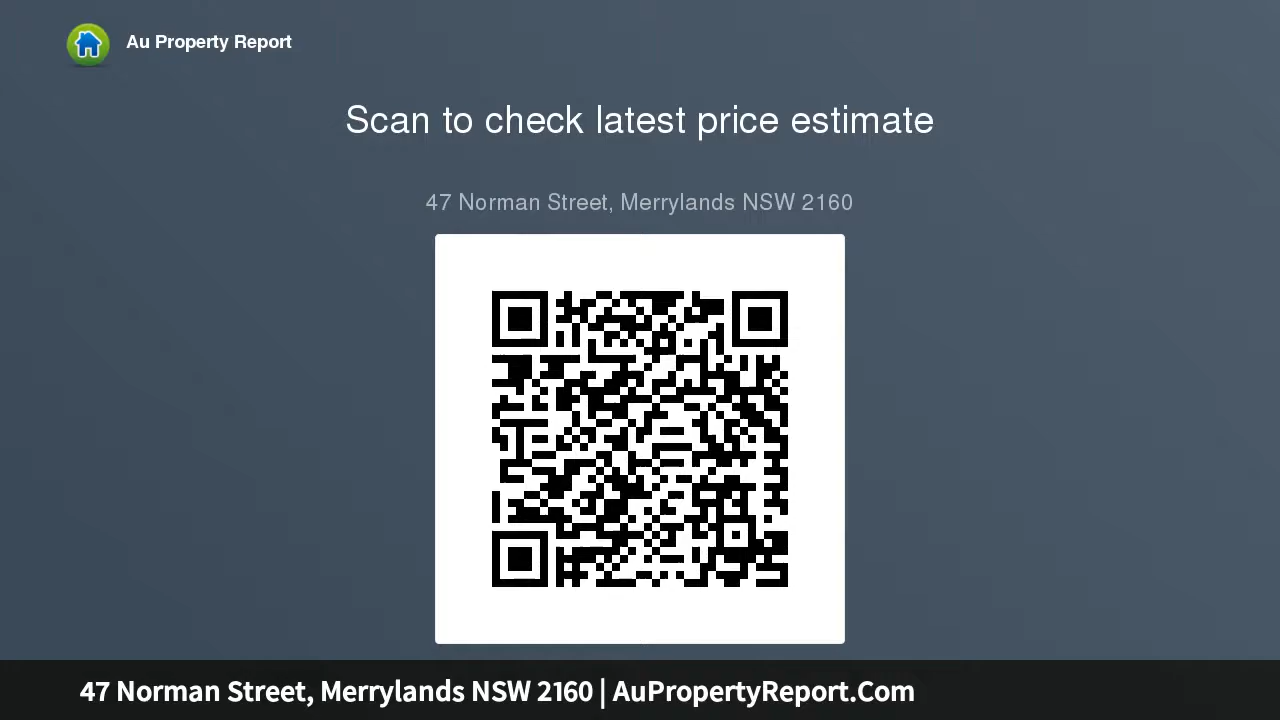 Au Property Report
Scan to check latest price estimate
47 Norman Street, Merrylands NSW 2160
47 Norman Street, Merrylands NSW 2160 | AuPropertyReport.Com